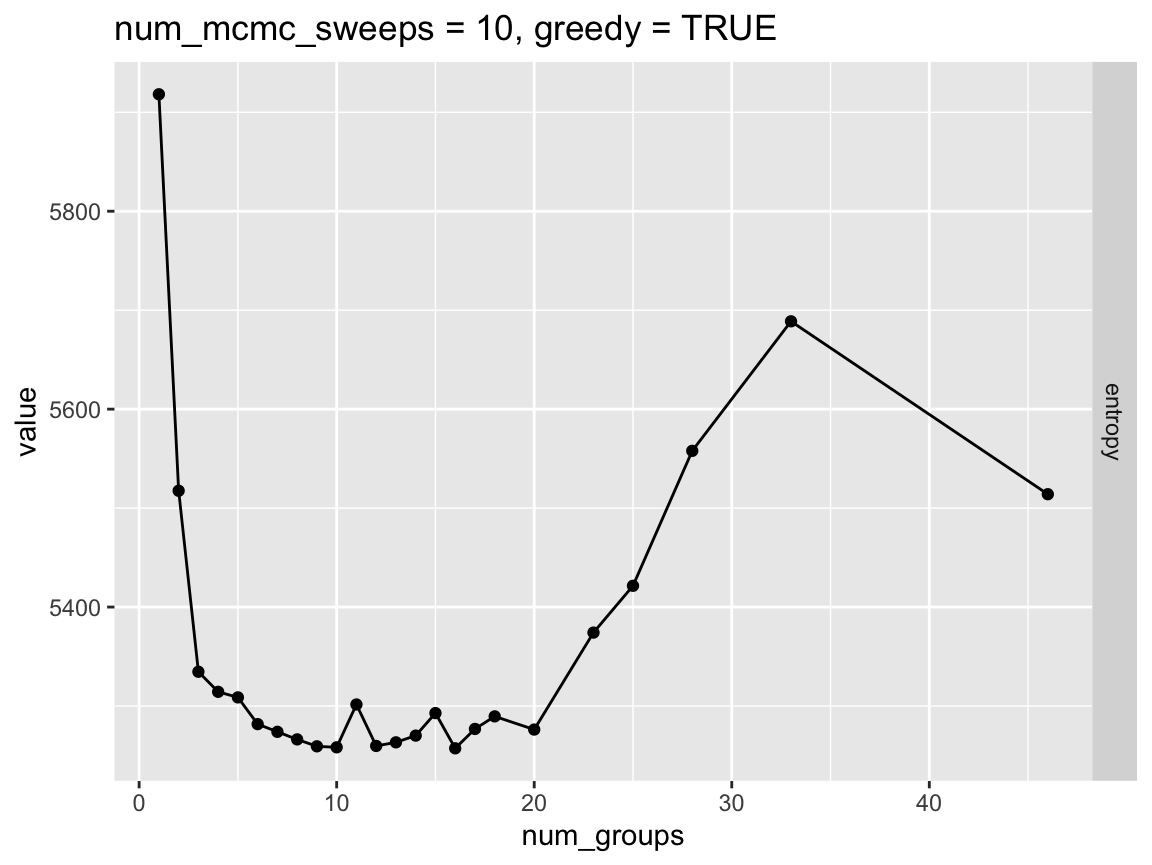 num_mcmc_sweeps = 10, greedy = TRUE
value
5800
5600
5400
entropy
0 10 20 30 40
num_groups